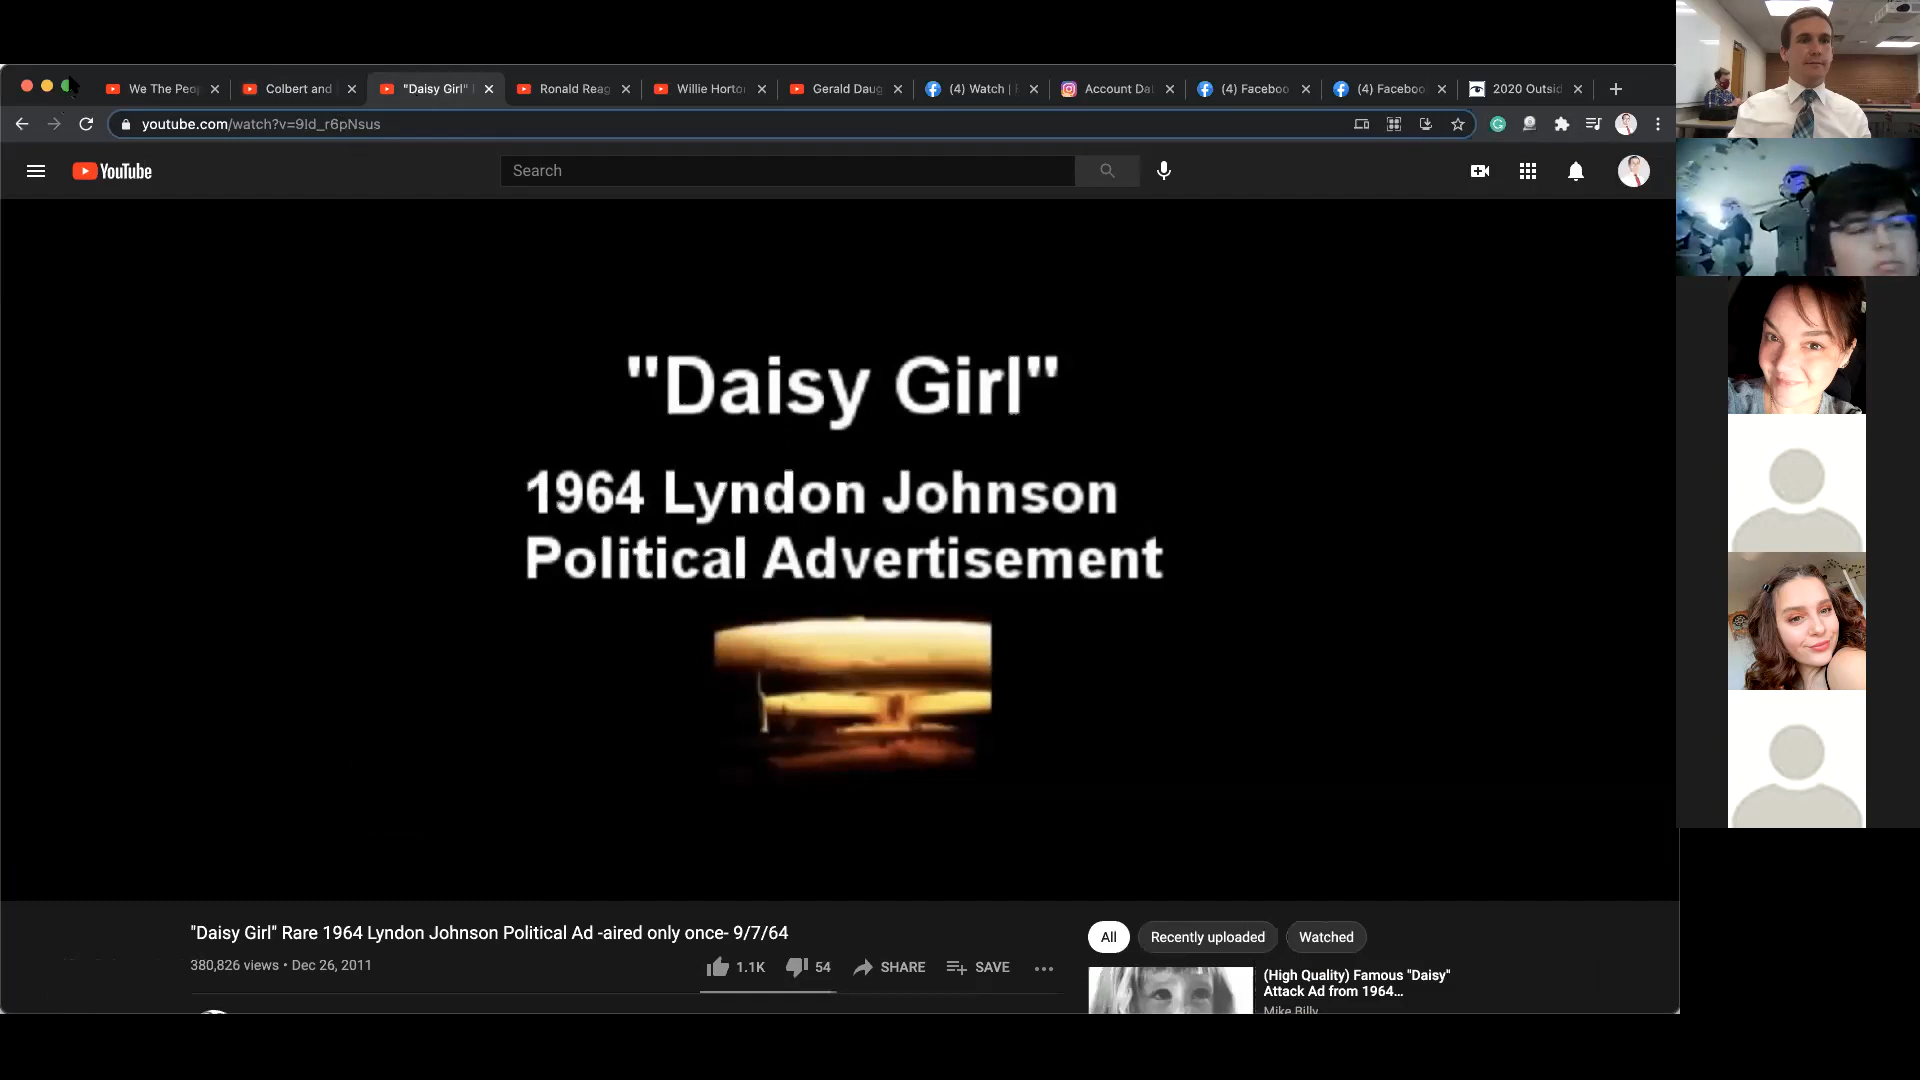 We The Peo
Colbert and
"Daisy Girl"
Ronald Reag
Willie Horto
Gerald Daug
(4) Watch |
Account Da
(4) Faceboo
(4) Faceboo
2020 Outsid
youtube.com/watch?v=9Id_r6pNsus
YouTube
Search
"Daisy Girl"
1964 Lyndon Johnson
Political Advertisement
"Daisy Girl" Rare 1964 Lyndon Johnson Political Ad -aired only once- 9/7/64
380,826 views • Dec 26, 2011
1.1K
54
SHARE
SAVE
All
Recently uploaded
Watched
(High Quality) Famous "Daisy"
Attack Ad from 1964...
Mike Billy